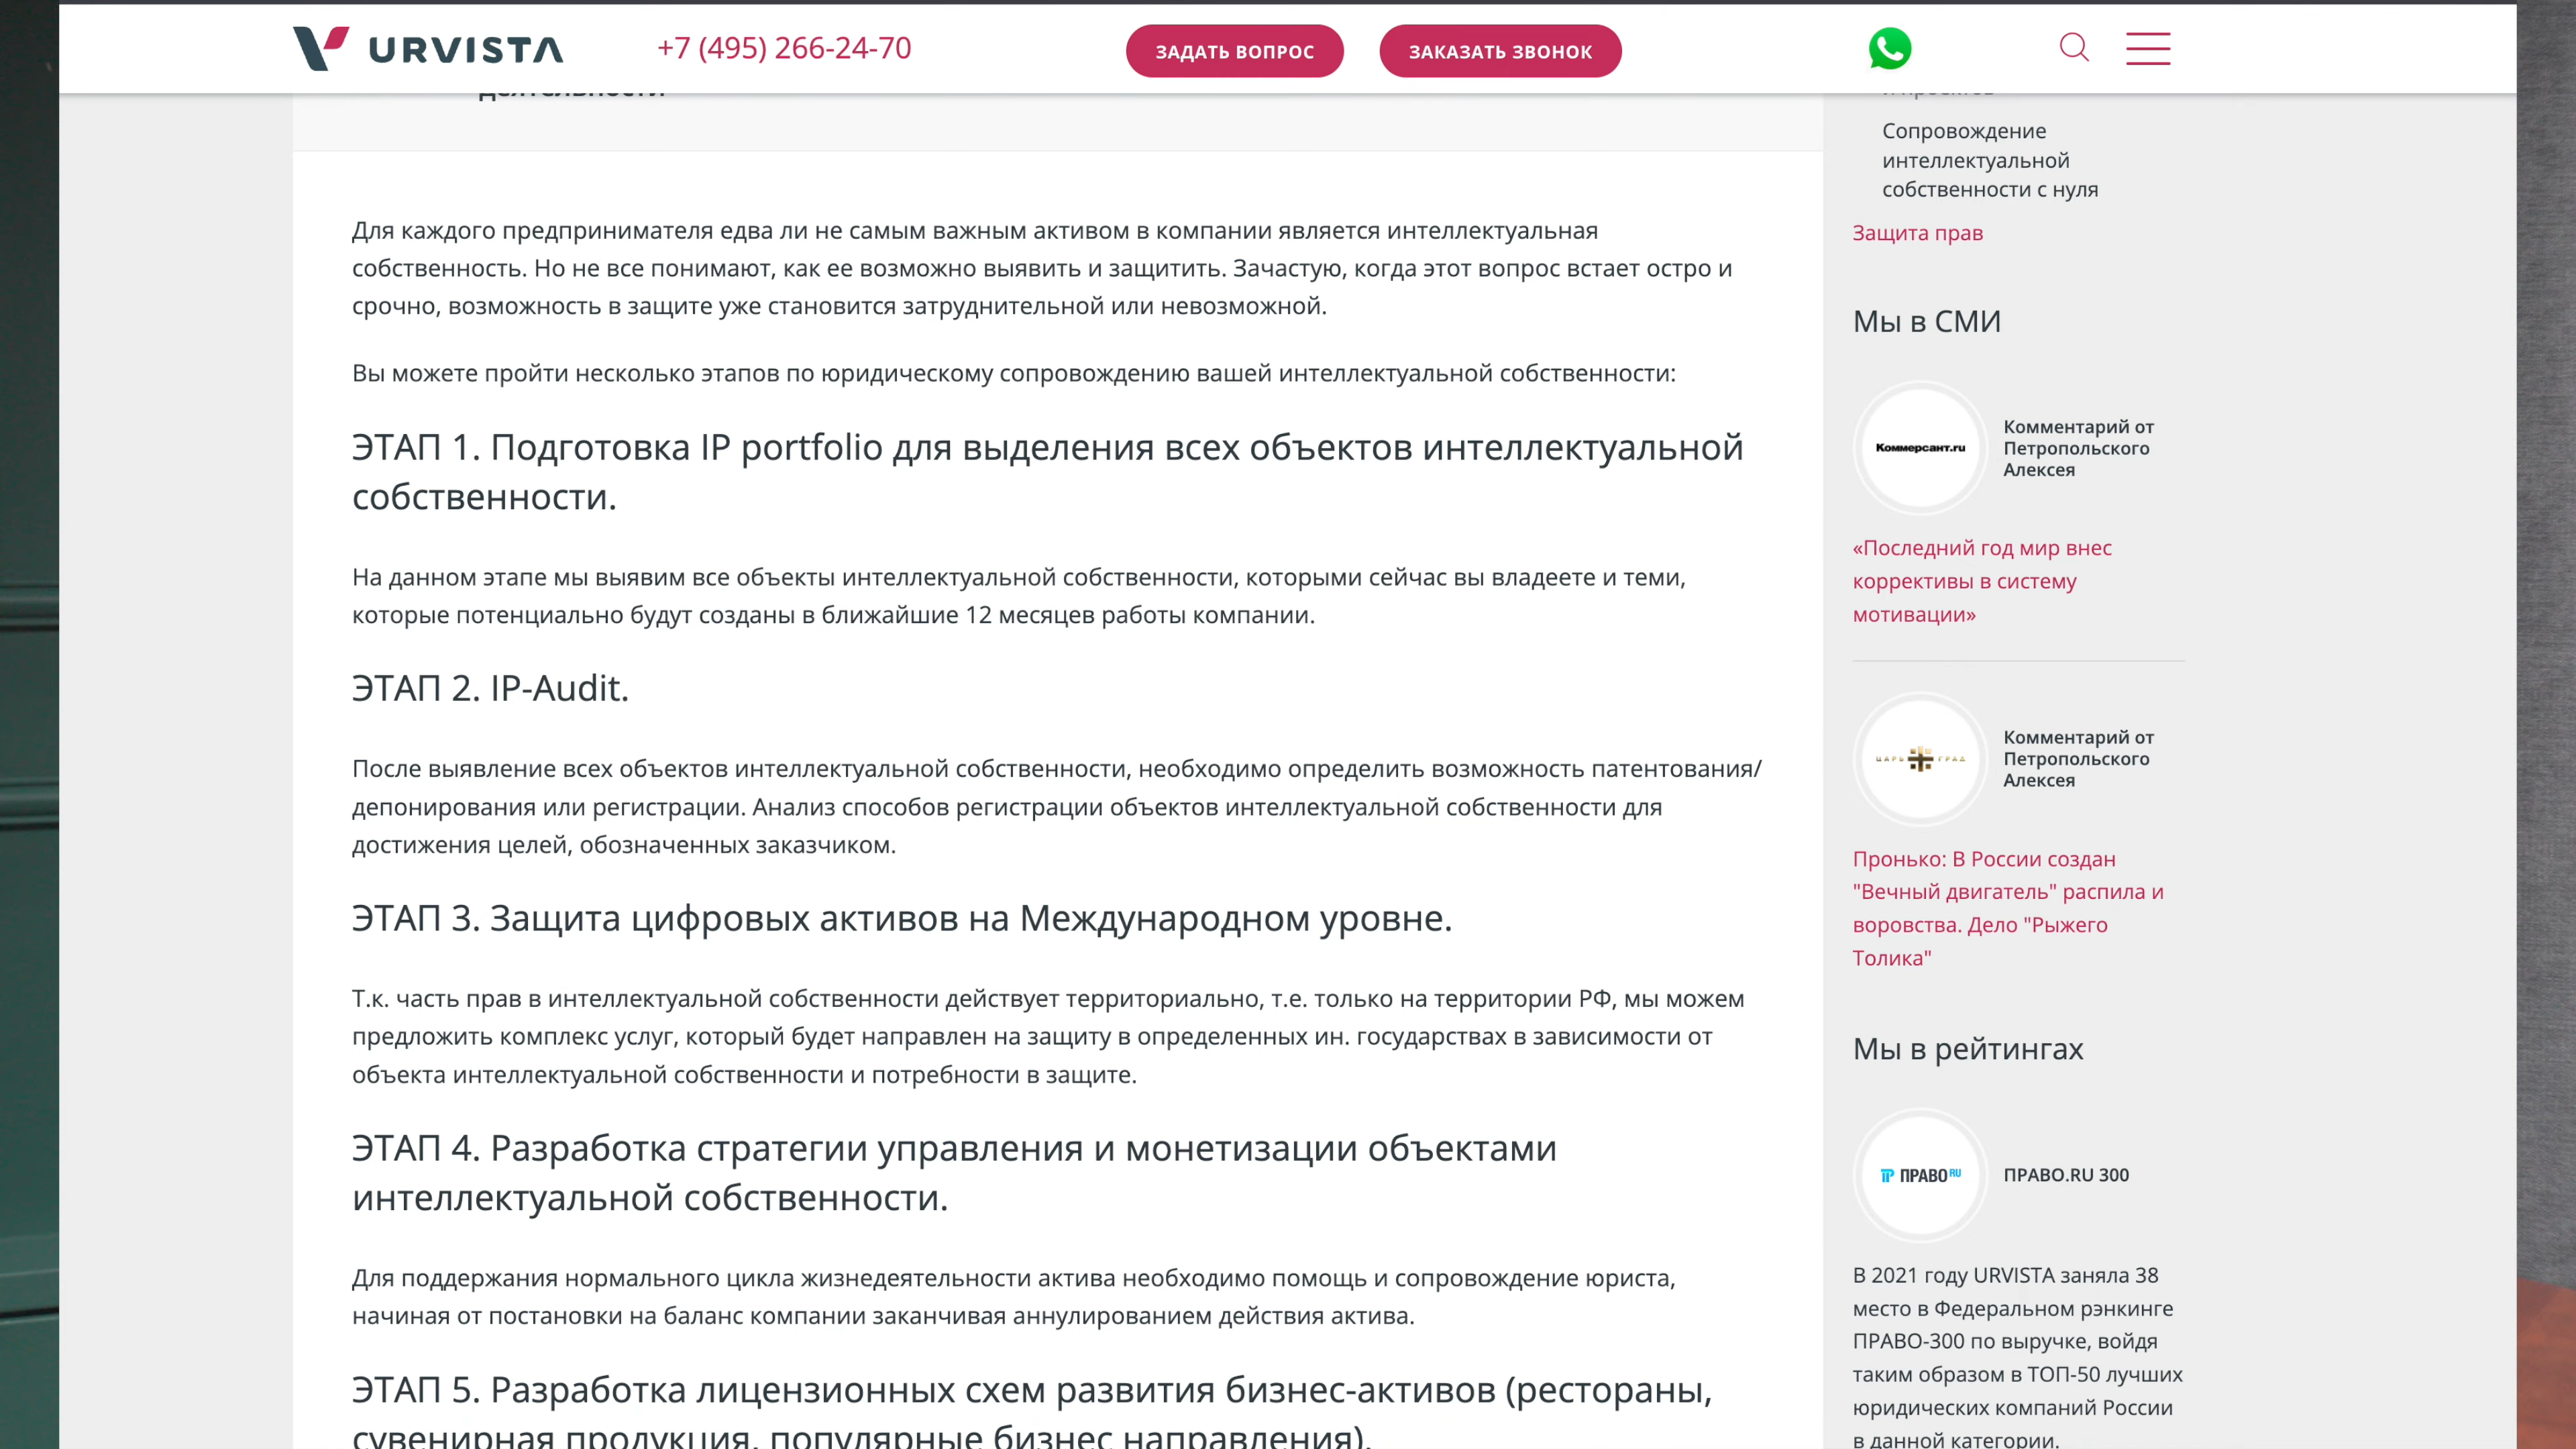 URVISTA
+7 (495) 266-24-70
ЗАДАТЬ ВОПРОС
ЗАКАЗАТЬ ЗВОНОК
Для каждого предпринимателя едва ли не самым важным активом в компании является интеллектуальная
собственность. Но не все понимают, как ее возможно выявить и защитить. Зачастую, когда этот вопрос встает остро и
срочно, возможность в защите уже становится затруднительной или невозможной.
Вы можете пройти несколько этапов по юридическому сопровождению вашей интеллектуальной собственности:
ЭТАП 1. Подготовка IP portfolio для выделения всех объектов интеллектуальной
собственности.
На данном этапе мы выявим все объекты интеллектуальной собственности, которыми сейчас вы владеете и теми,
которые потенциально будут созданы в ближайшие 12 месяцев работы компании.
ЭТАП 2. IP-Audit.
После выявление всех объектов интеллектуальной собственности, необходимо определить возможность патентования/
депонирования или регистрации. Анализ способов регистрации объектов интеллектуальной собственности для
достижения целей, обозначенных заказчиком.
ЭТАП 3. Защита цифровых активов на Международном уровне.
Т.к. часть прав в интеллектуальной собственности действует территориально, т.е. только на территории РФ, мы можем
предложить комплекс услуг, который будет направлен на защиту в определенных ин. государствах в зависимости от
объекта интеллектуальной собственности и потребности в защите.
ЭТАП 4. Разработка стратегии управления и монетизации объектами
интеллектуальной собственности.
Для поддержания нормального цикла жизнедеятельности актива необходимо помощь и сопровождение юриста,
начиная от постановки на баланс компании заканчивая аннулированием действия актива.
ЭТАП 5. Разработка лицензионных схем развития бизнес-активов (рестораны,
сувенирная продукция, популярные бизнес направления).
Сопровождение
интеллектуальной
собственности с нуля
Защита прав
Мы в СМИ
Коммерсант.ru
Комментарий от
Петропольского
Алексея
«Последний год мир внес
коррективы в систему
мотивации»
ЦАРЬ ГРАД
Комментарий от
Петропольского
Алексея
Пронько: В России создан
"Вечный двигатель" распила и
воровства. Дело "Рыжего
Толика"
Мы в рейтингах
ПРАВО RU
ПРАВО.RU 300
В 2021 году URVISTA заняла 38
место в Федеральном рэнкинге
ПРАВО-300 по выручке, войдя
таким образом в ТОП-50 лучших
юридических компаний России
в данной категории.